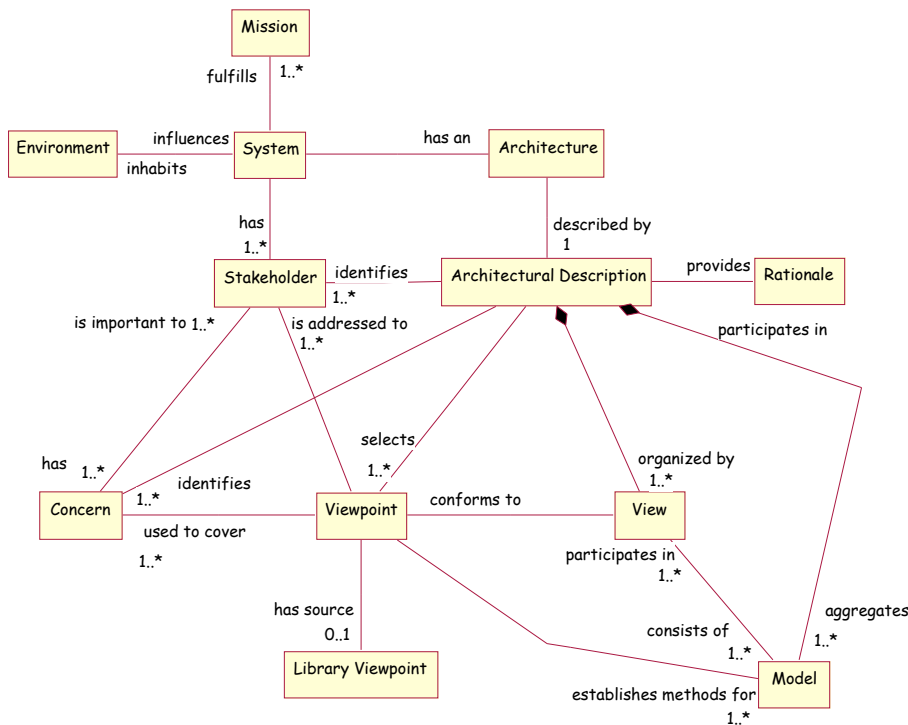 Mission
fulfills
1..*
Environment
influences
inhabits
System
has an
Architecture
has
1..*
described by
1
Stakeholder
identifies
1..*
Architectural Description
provides
Rationale
is important to 1..*
is addressed to
1..*
participates in
has
1..*
identifies
1..*
selects
1..*
organized by
1..*
Concern
used to cover
1..*
Viewpoint
conforms to
View
participates in
1..*
has source
0..1
consists of
1..*
aggregates
1..*
Library Viewpoint
Model
establishes methods for
1..*